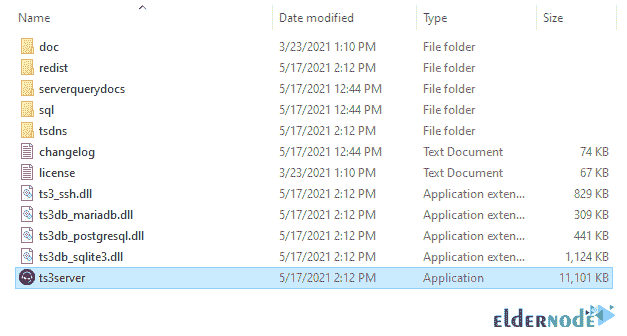 Name Date modified Type Size
doc 3/23/2021 1:10 PM File folder
redist 5/17/2021 2:12 PM File folder
serverquerydocs 5/17/2021 12:44 PM File folder
sql 5/17/2021 12:44 PM File folder
tsdns 5/17/2021 2:12 PM File folder
changelog 5/17/2021 12:44 PM Text Document 74 KB
license 3/23/2021 1:10 PM Text Document 67 KB
ts3_ssh.dll 5/17/2021 2:12 PM Application exten... 829 KB
ts3db_mariadb.dll 5/17/2021 2:12 PM Application exten... 309 KB
ts3db_postgresql.dll 5/17/2021 2:12 PM Application exten... 441 KB
ts3db_sqlite3.dll 5/17/2021 2:12 PM Application exten... 1,124 KB
ts3server 5/17/2021 2:12 PM Application 11,101 KB
eldernode